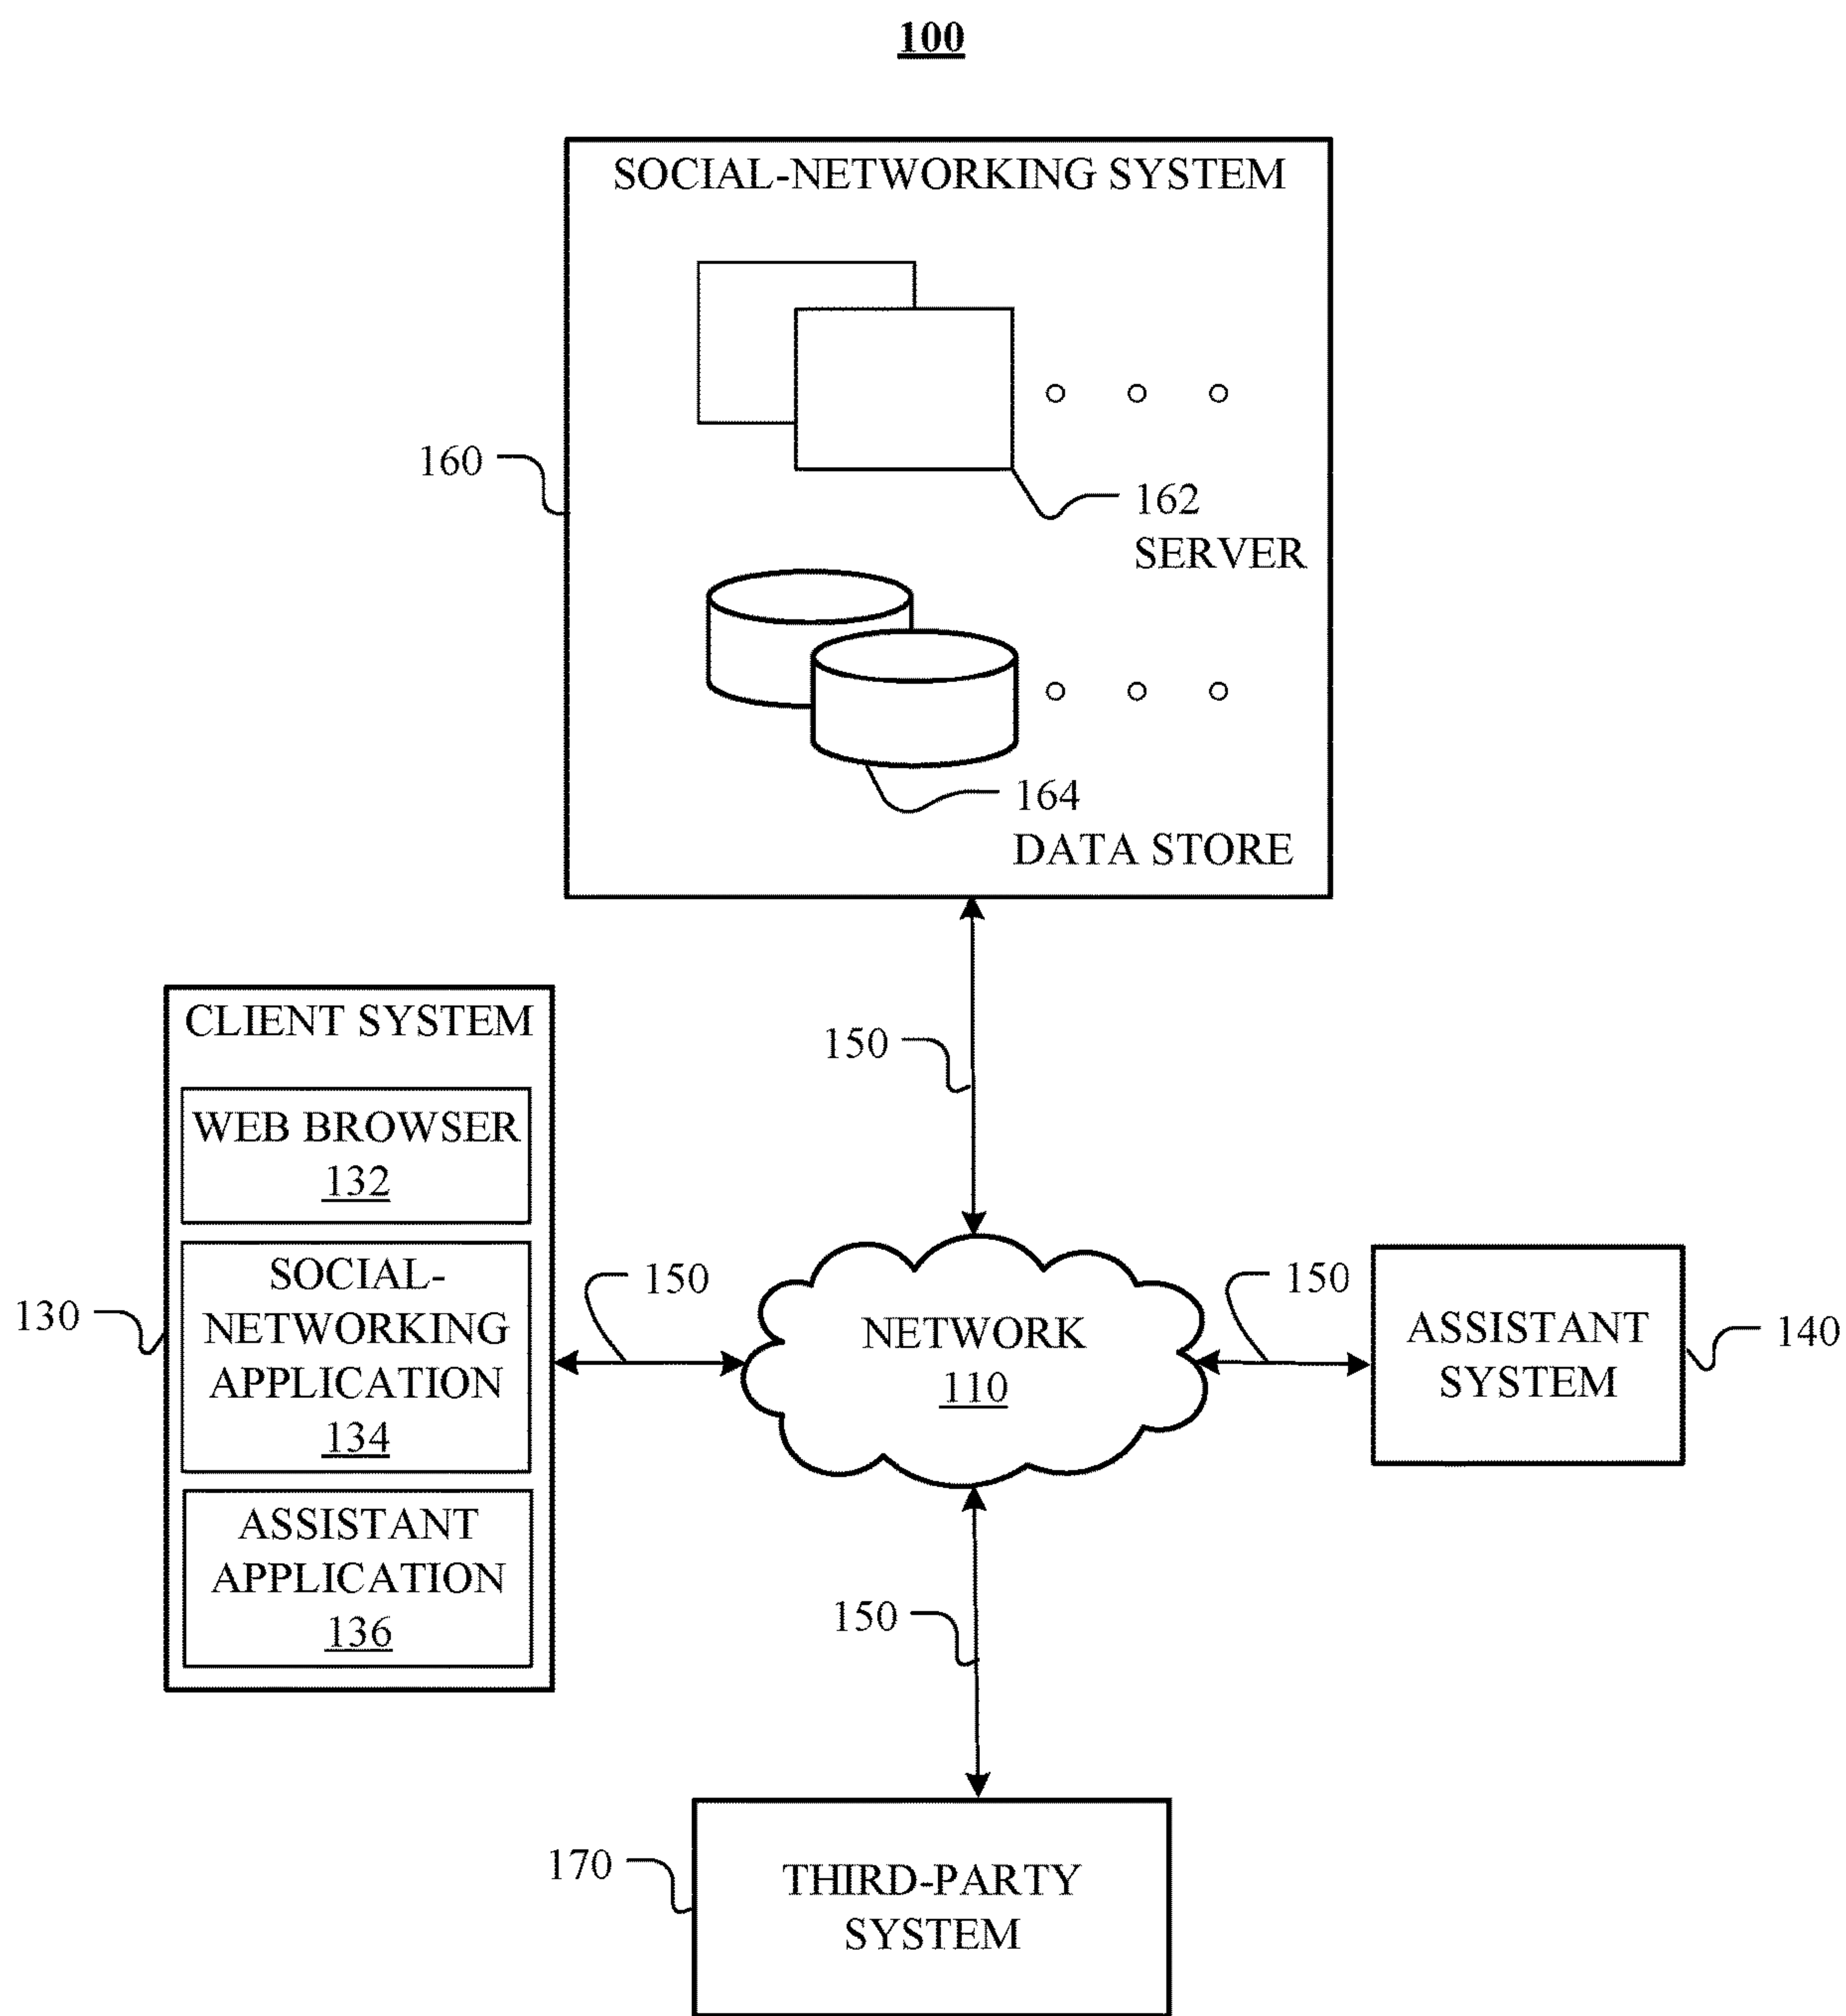 100
SOCIAL-NETWORKING SYSTEM
160
162
SERVER
164
DATA STORE
CLIENT SYSTEM
WEB BROWSER
132
SOCIAL-
NETWORKING
APPLICATION
134
ASSISTANT
APPLICATION
136
130
150
150
NETWORK
110
150
ASSISTANT
SYSTEM
140
150
170
THIRD-PARTY
SYSTEM